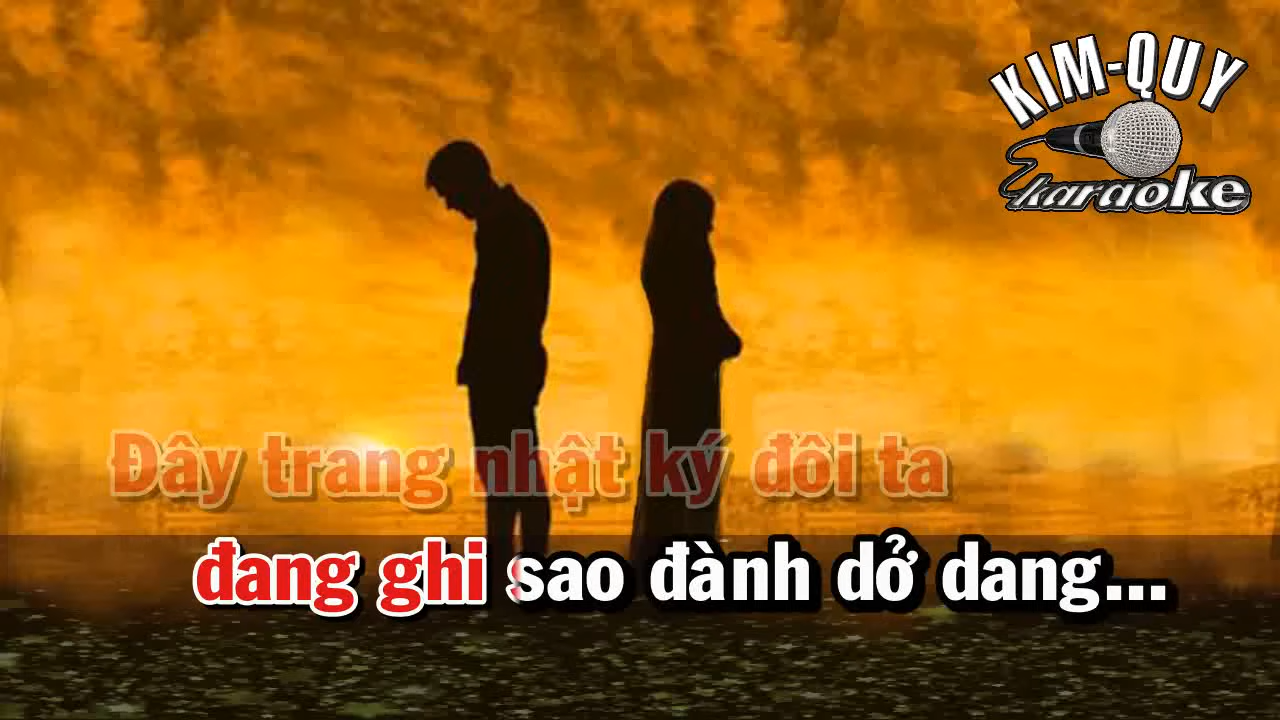 KIM-QUY
karaoke
Đây trang nhật ký đôi ta
đang ghi sao đành dở dang...